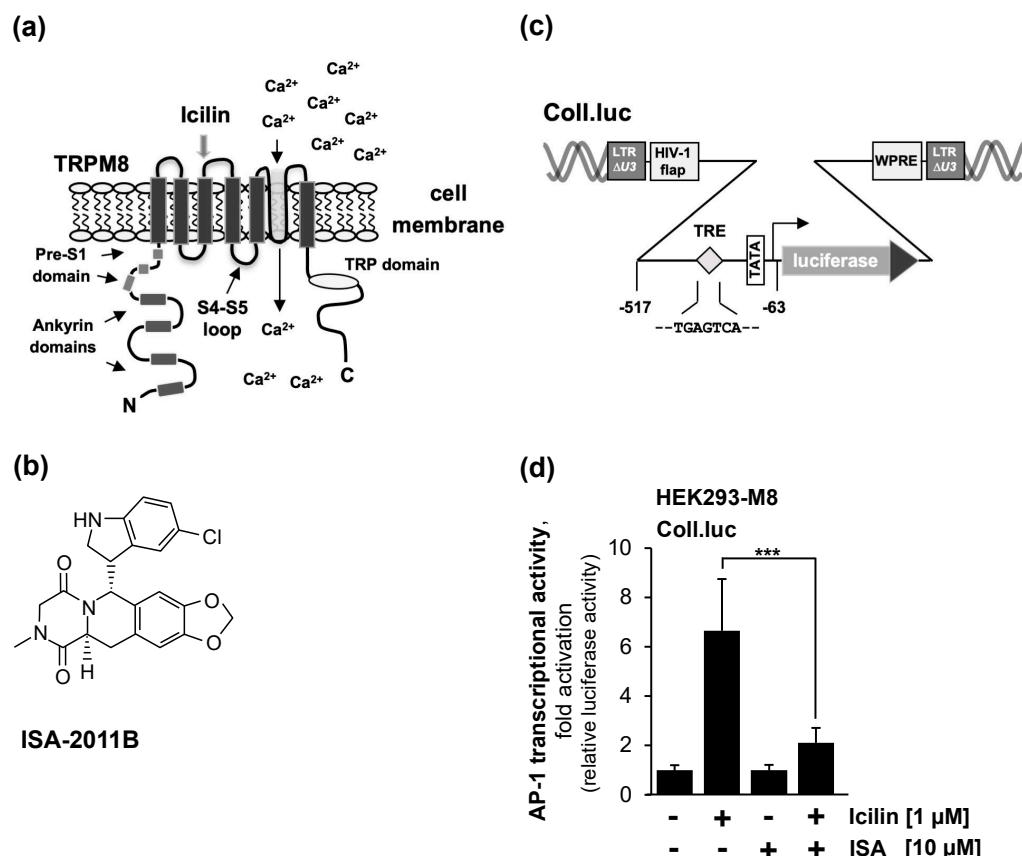 (a)
Ca²⁺
Ca²⁺
Ca²⁺
Ca²⁺
Ca²⁺
Ca²⁺
Ca²⁺
Icilin
TRPM8
cell
membrane
Pre-S1
domain
TRP domain
S4-S5
loop
Ca²⁺
Ankyrin
domains
Ca²⁺
Ca²⁺
C
N
(b)
HN
Cl
O
N
N
O
H
O
O
ISA-2011B
(c)
Coll.luc
LTR
ΔU3
HIV-1
flap
WPRE
LTR
ΔU3
TRE
TATA
luciferase
-517
-63
--TGAGTCA--
(d)
HEK293-M8
Coll.luc
AP-1 transcriptional activity,
fold activation
(relative luciferase activity)
10
8
6
4
2
0
***
- + - + Icilin [1 µM]
- - + + ISA [10 µM]